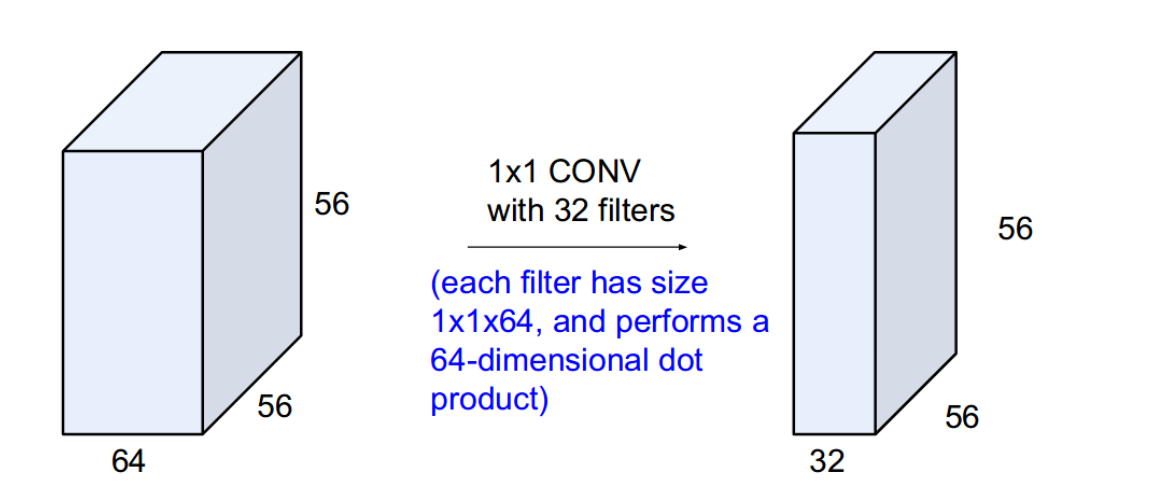 56
56
64
1x1 CONV
with 32 filters
(each filter has size
1x1x64, and performs a
64-dimensional dot
product)
56
56
32